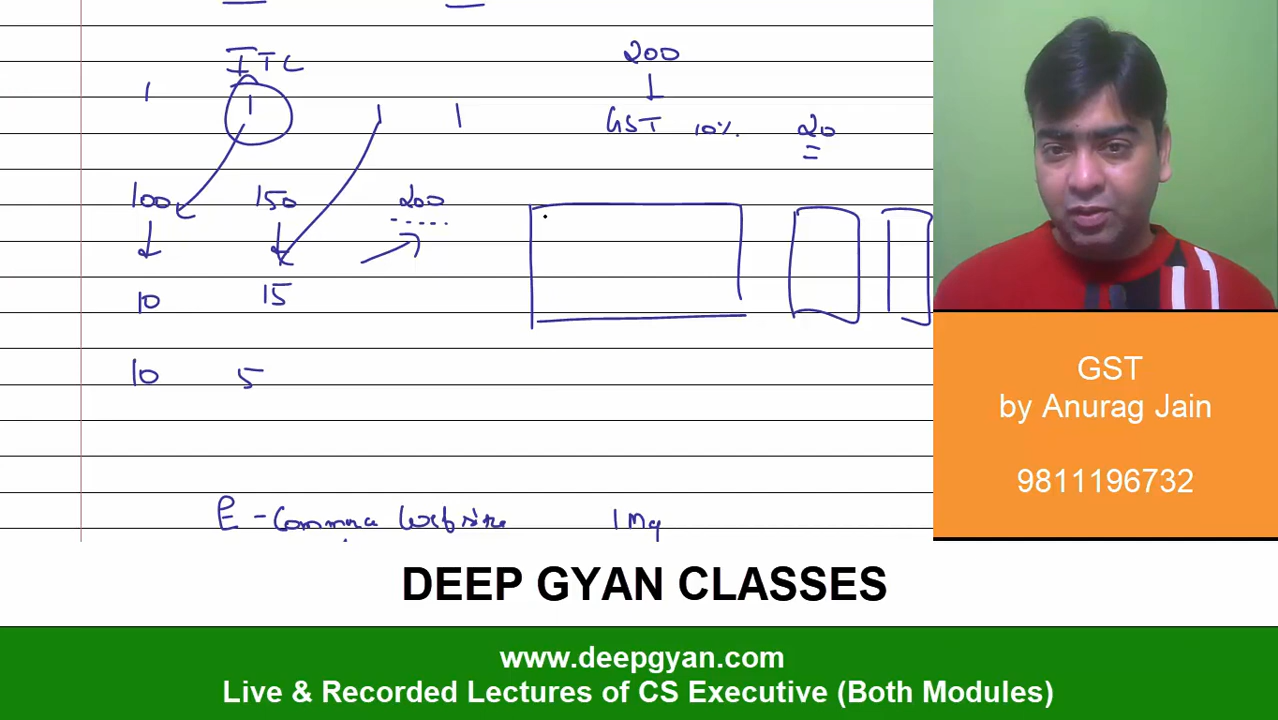 ITC
200
1
1
1
1
GST 10% 20
100 150 200
10 15
10 5
E-Commerce Website 1 Mg
GST
by Anurag Jain
9811196732
DEEP GYAN CLASSES
www.deepgyan.com
Live & Recorded Lectures of CS Executive (Both Modules)